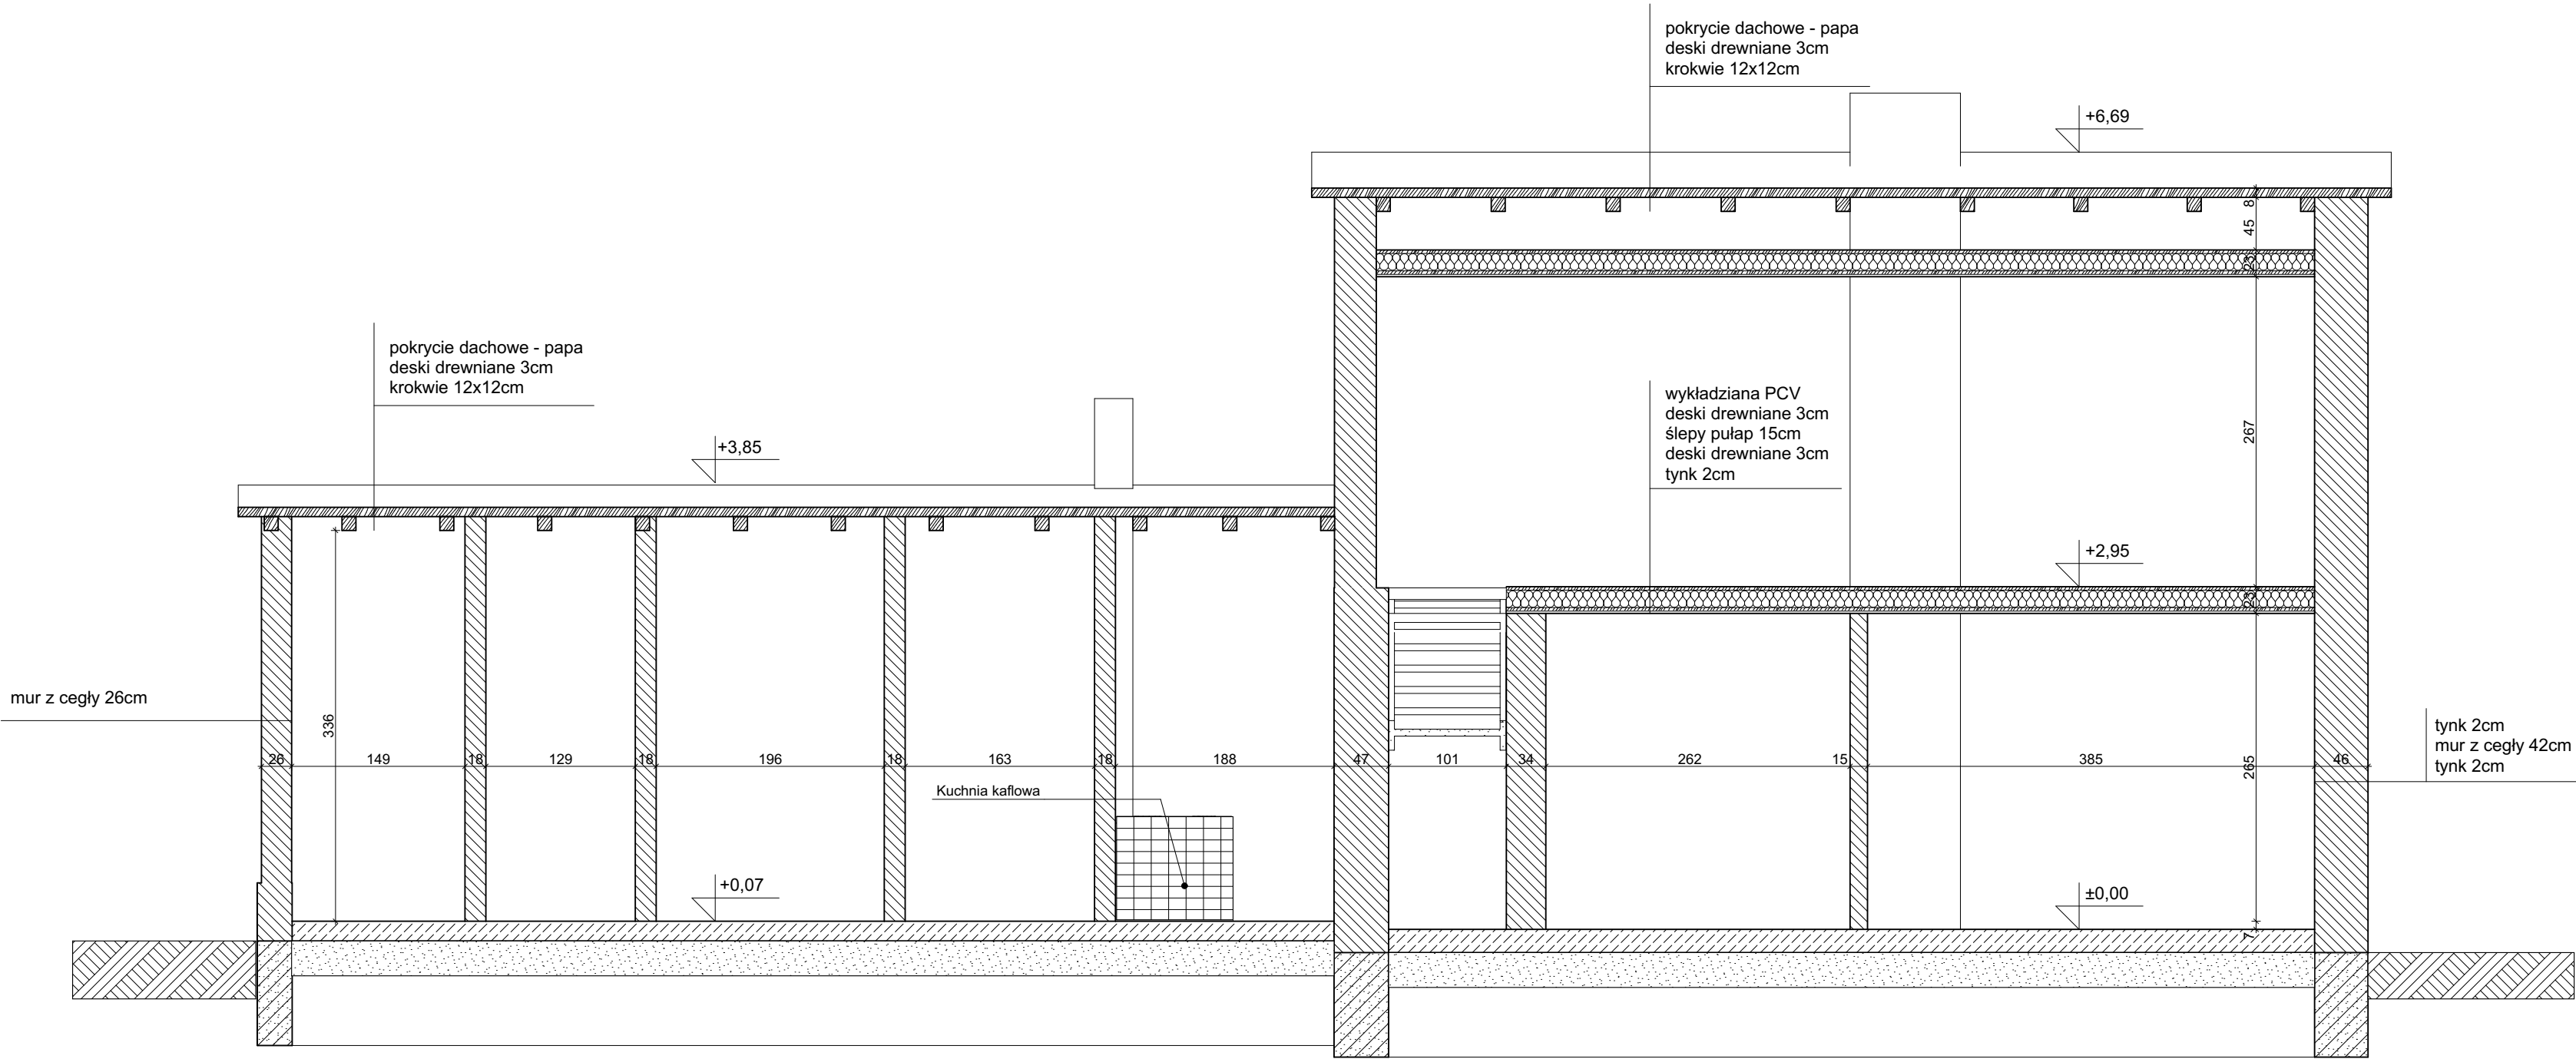 pokrycie dachowe - papa
deski drewniane 3cm
krokwie 12x12cm
+6,69
8
45
23
pokrycie dachowe - papa
deski drewniane 3cm
krokwie 12x12cm
wykładziana PCV
deski drewniane 3cm
ślepy pułap 15cm
deski drewniane 3cm
tynk 2cm
267
+3,85
+2,95
23
mur z cegły 26cm
336
tynk 2cm
mur z cegły 42cm
tynk 2cm
26 149 18 129 18 196 18 163 18 188 47 101 34 262 15 385 46
265
Kuchnia kaflowa
+0,07
±0,00
7